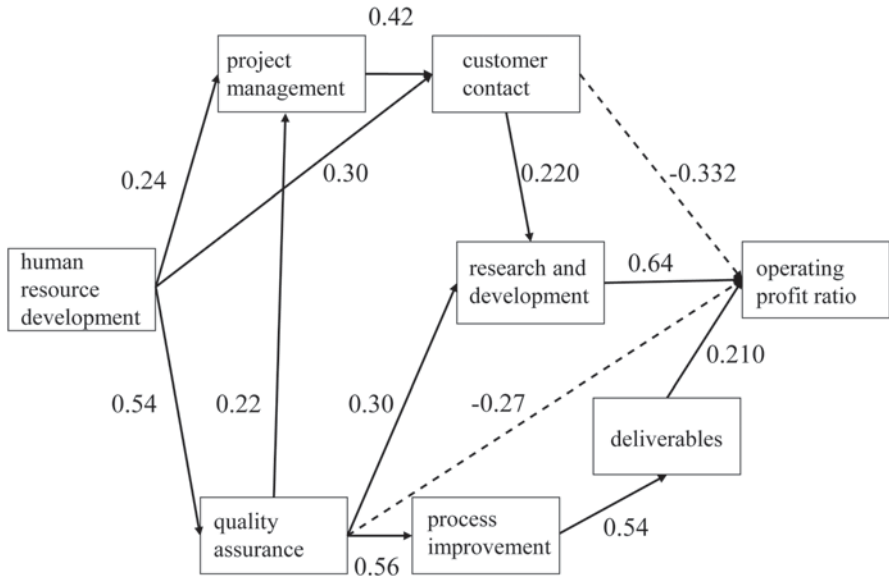 0.42
project
management
customer
contact
0.24
0.30
0.220
-0.332
human
resource
development
research and
development
0.64
operating
profit ratio
0.210
0.54
0.22
0.30
-0.27
deliverables
quality
assurance
process
improvement
0.54
0.56